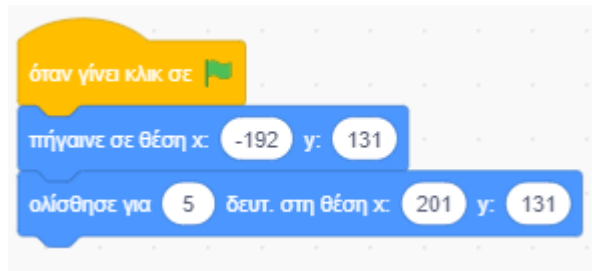 όταν γίνει κλικ σε
πήγαινε σε θέση x: -192 y: 131
ολίσθησε για 5 δευτ. στη θέση x: 201 y: 131